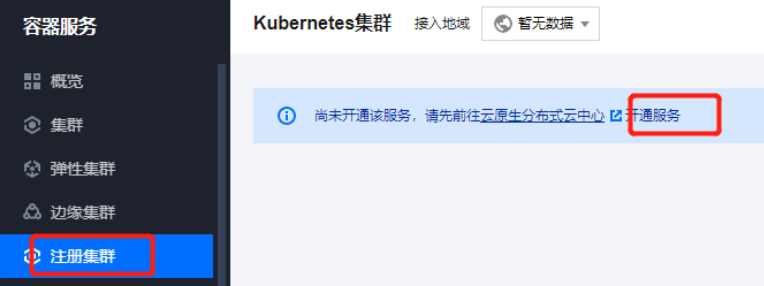 容器服务
Kubernetes集群 接入地域 暂无数据
概览
尚未开通该服务，请先前往云原生分布式云中心 开通服务
集群
弹性集群
边缘集群
注册集群